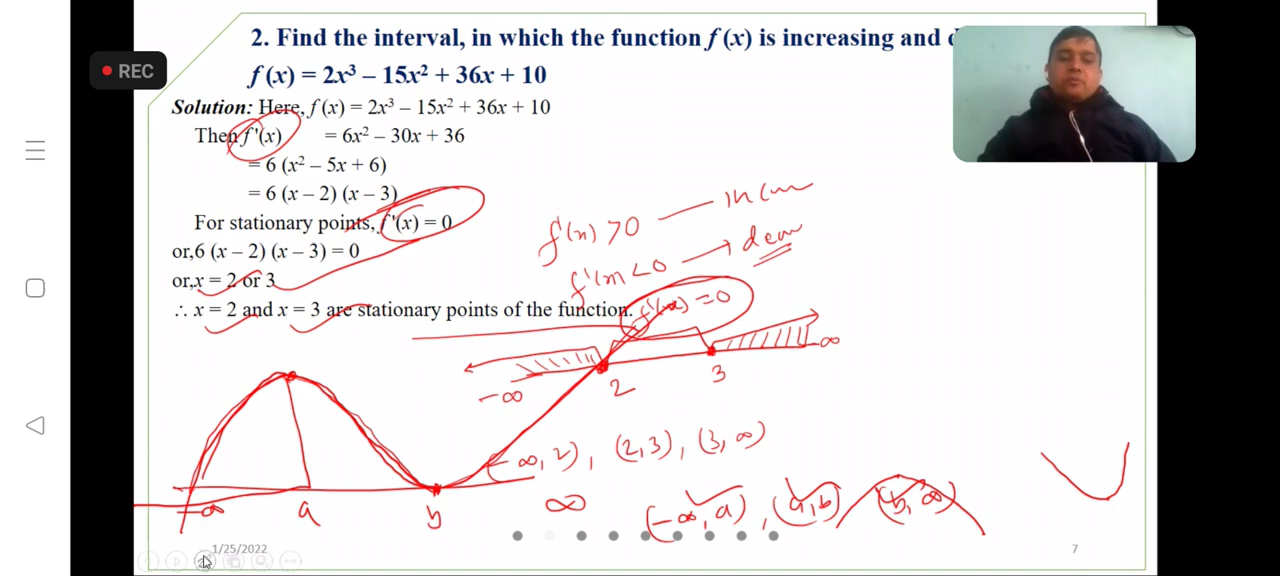 2. Find the interval, in which the function f (x) is increasing and d
f (x) = 2x³ – 15x² + 36x + 10
REC
Solution: Here, f (x) = 2x³ – 15x² + 36x + 10
Then f'(x) = 6x² – 30x + 36
= 6 (x² – 5x + 6)
= 6 (x – 2) (x – 3)
For stationary points, f'(x) = 0
or,6 (x – 2) (x – 3) = 0
or,x = 2 or 3
∴ x = 2 and x = 3 are stationary points of the function.
f'(x) > 0
f'(x) < 0
f'(x) = 0
-∞ 2 3 ∞
(-∞, 2), (2, 3), (3, ∞)
-∞ a b ∞
(-∞, a), (a, b) (b, ∞)
1/25/2022
7